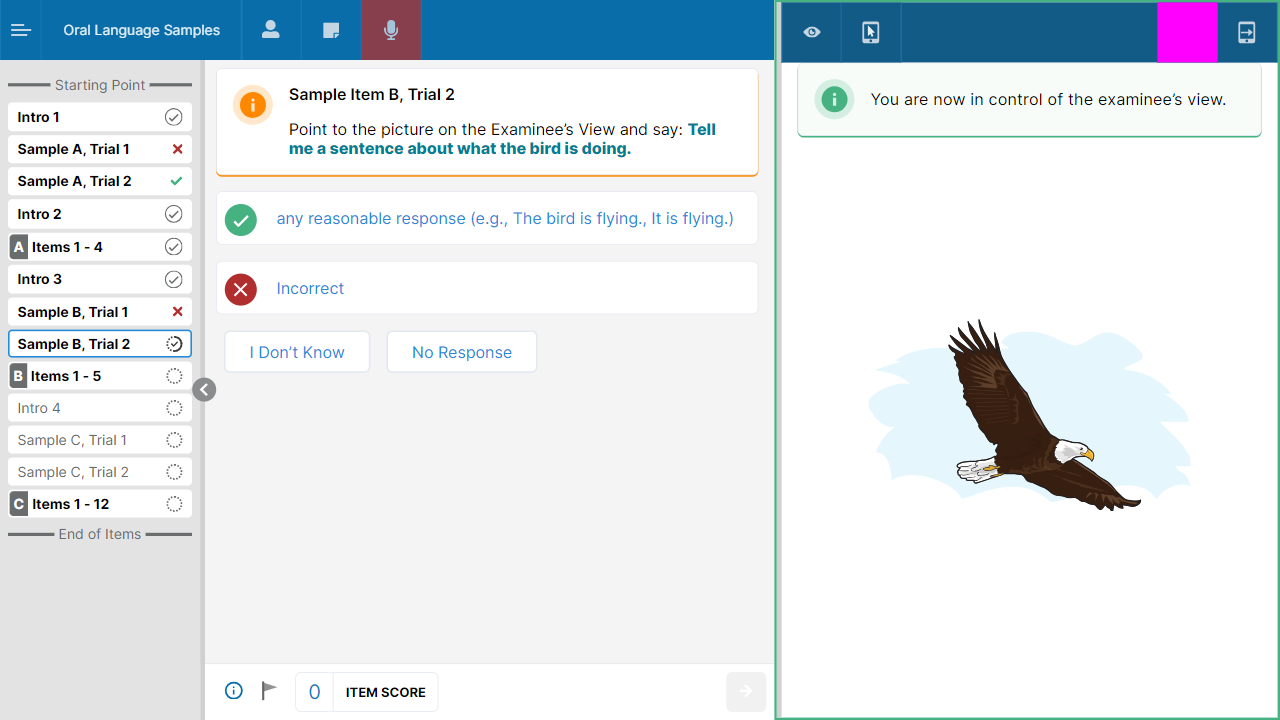 Oral Language Samples
Starting Point
Intro 1
Sample A, Trial 1
Sample A, Trial 2
Intro 2
A Items 1 - 4
Intro 3
Sample B, Trial 1
Sample B, Trial 2
B Items 1 - 5
Intro 4
Sample C, Trial 1
Sample C, Trial 2
C Items 1 - 12
End of Items
Sample Item B, Trial 2
Point to the picture on the Examinee’s View and say: Tell
me a sentence about what the bird is doing.
any reasonable response (e.g., The bird is flying., It is flying.)
Incorrect
I Don’t Know
No Response
0 ITEM SCORE
You are now in control of the examinee’s view.